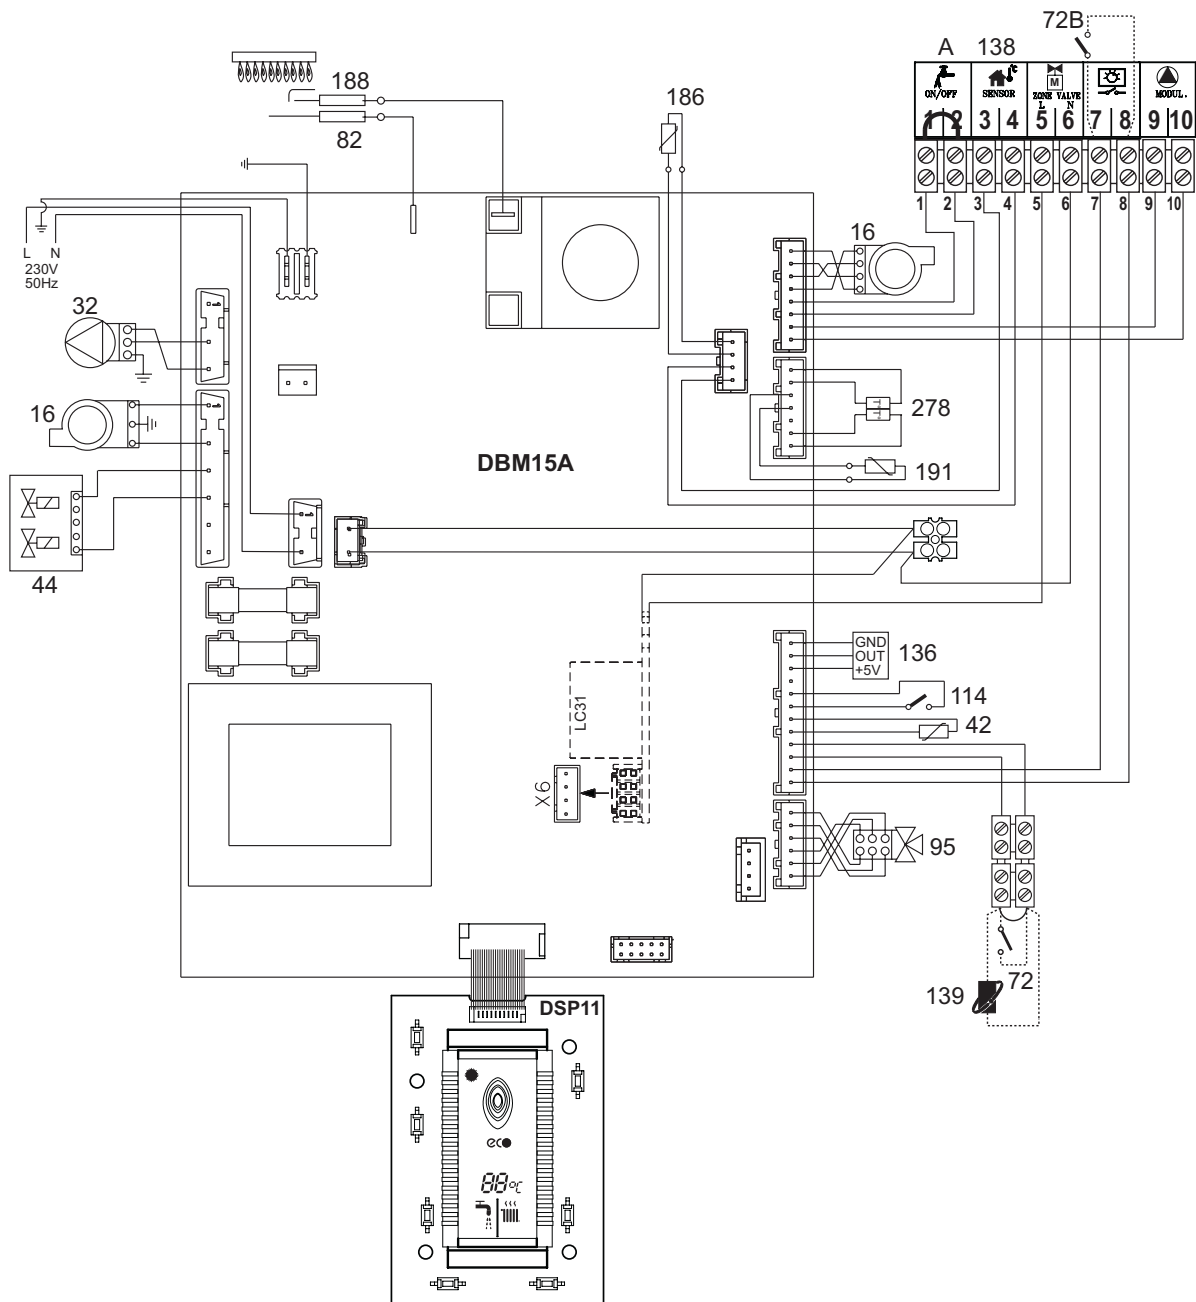 72B
A 138
ON/OFF SENSOR ZONE VALVE MODUL.
M
L N
1 2 3 4 5 6 7 8 9 10
1 2 3 4 5 6 7 8 9 10
188
82
186
16
L N
230V
50Hz
32
16
278
DBM15A
191
44
GND
OUT
+5V
136
114
LC31
42
X6
95
72
139
DSP11
eco
88°C